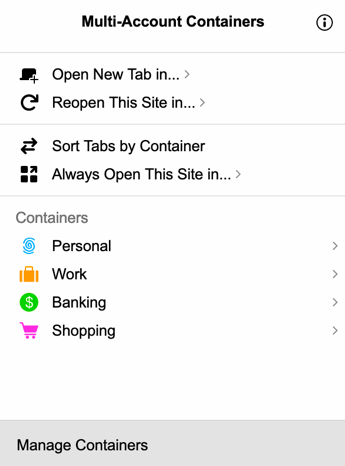 Multi-Account Containers
Open New Tab in...
Reopen This Site in...
Sort Tabs by Container
Always Open This Site in...
Containers
Personal
Work
Banking
Shopping
Manage Containers